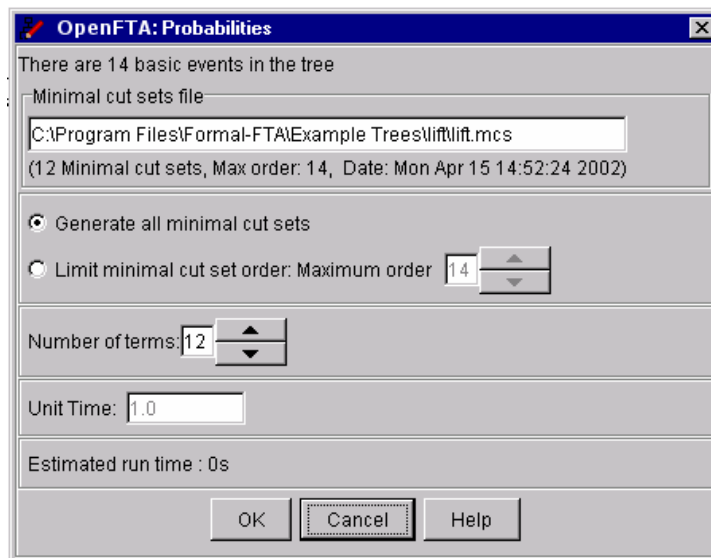 OpenFTA: Probabilities
There are 14 basic events in the tree
Minimal cut sets file
C:\Program Files\Formal-FTA\Example Trees\lift\lift.mcs
(12 Minimal cut sets, Max order: 14, Date: Mon Apr 15 14:52:24 2002)
Generate all minimal cut sets
Limit minimal cut set order: Maximum order 14
Number of terms: 12
Unit Time: 1.0
Estimated run time : 0s
OK Cancel Help